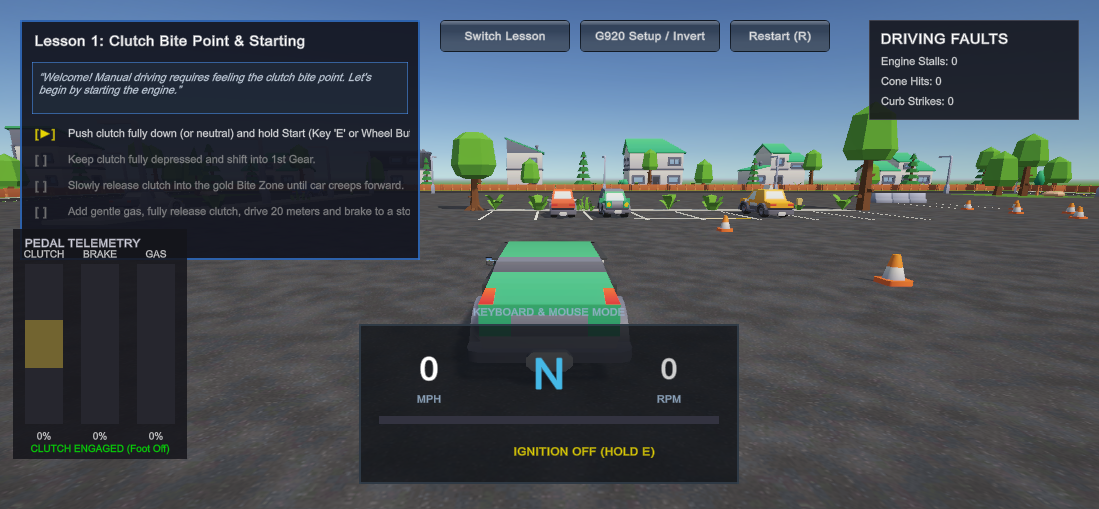 Lesson 1: Clutch Bite Point & Starting
"Welcome! Manual driving requires feeling the clutch bite point. Let's
begin by starting the engine."
[▶] Push clutch fully down (or neutral) and hold Start (Key 'E' or Wheel But
[ ] Keep clutch fully depressed and shift into 1st Gear.
[ ] Slowly release clutch into the gold Bite Zone until car creeps forward.
[ ] Add gentle gas, fully release clutch, drive 20 meters and brake to a sto
Switch Lesson
G920 Setup / Invert
Restart (R)
DRIVING FAULTS
Engine Stalls: 0
Cone Hits: 0
Curb Strikes: 0
PEDAL TELEMETRY
CLUTCH BRAKE GAS
0% 0% 0%
CLUTCH ENGAGED (Foot Off)
KEYBOARD & MOUSE MODE
0 N 0
MPH RPM
IGNITION OFF (HOLD E)